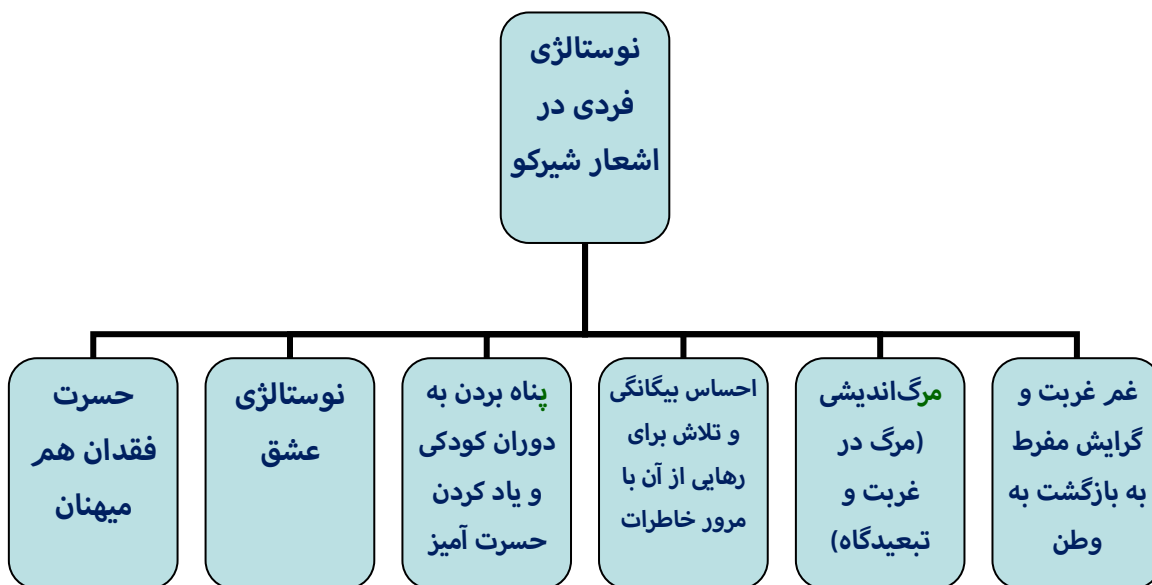 نوستالژی
فردی در
اشعار شیرکو
غم غربت و
گرایش مفرط
به بازگشت به
وطن
مرگ‌اندیشی
(مرگ در
غربت و
تبعیدگاه)
احساس بیگانگی
و تلاش برای
رهایی از آن با
مرور خاطرات
پناه بردن به
دوران کودکی
و یاد کردن
حسرت آمیز
نوستالژی
عشق
حسرت
فقدان هم
میهنان